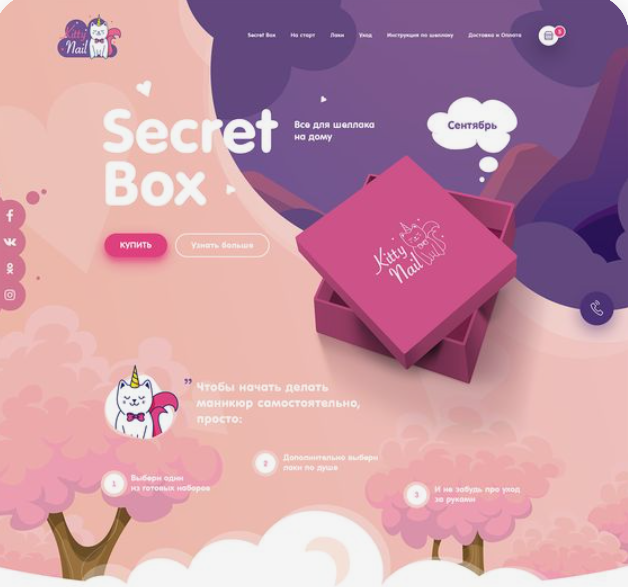 Kitty
Nail
Secret Box
На старт
Лаки
Уход
Инструкция по шеллаку
Доставка и Оплата
0
Secret
Box
Все для шеллака
на дому
Сентябрь
КУПИТЬ
Узнать больше
Kitty
Nail
” Чтобы начать делать
маникюр самостоятельно,
просто:
1
Выбери один
из готовых наборов
2
Дополнительно выбери
лаки по душе
3
И не забудь про уход
за руками